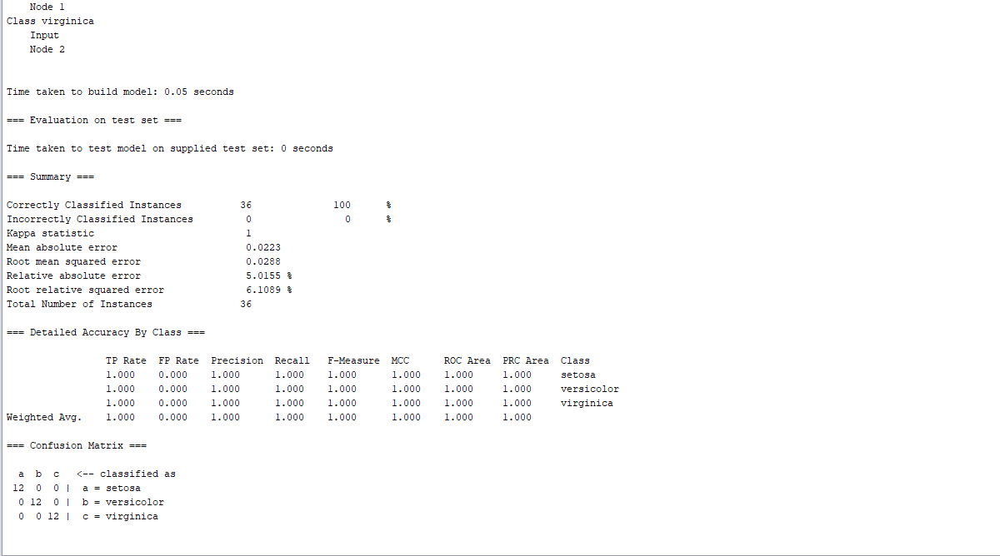 Node 1
Class virginica
    Input
    Node 2
Time taken to build model: 0.05 seconds
=== Evaluation on test set ===
Time taken to test model on supplied test set: 0 seconds
=== Summary ===
Correctly Classified Instances          36              100      %
Incorrectly Classified Instances         0                0      %
Kappa statistic                          1
Mean absolute error                      0.0223
Root mean squared error                  0.0288
Relative absolute error                  5.0155 %
Root relative squared error              6.1089 %
Total Number of Instances               36
=== Detailed Accuracy By Class ===
                 TP Rate  FP Rate  Precision  Recall   F-Measure  MCC      ROC Area  PRC Area  Class
                 1.000    0.000    1.000      1.000    1.000      1.000    1.000     1.000     setosa
                 1.000    0.000    1.000      1.000    1.000      1.000    1.000     1.000     versicolor
                 1.000    0.000    1.000      1.000    1.000      1.000    1.000     1.000     virginica
Weighted Avg.    1.000    0.000    1.000      1.000    1.000      1.000    1.000     1.000
=== Confusion Matrix ===
  a  b  c   <-- classified as
 12  0  0 |  a = setosa
  0 12  0 |  b = versicolor
  0  0 12 |  c = virginica